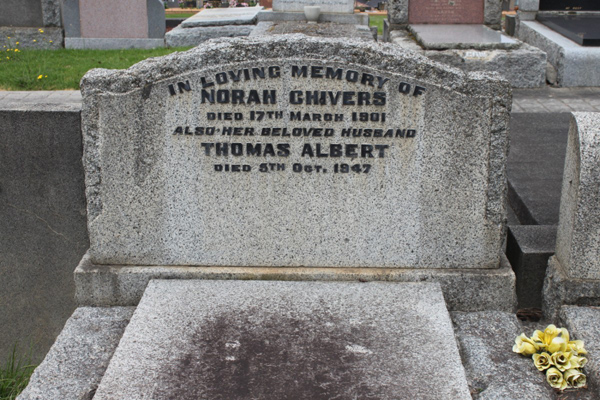 IN LOVING MEMORY OF
NORAH CHIVERS
DIED 17TH MARCH 1901
ALSO HER BELOVED HUSBAND
THOMAS ALBERT
DIED 5TH OCT. 1947